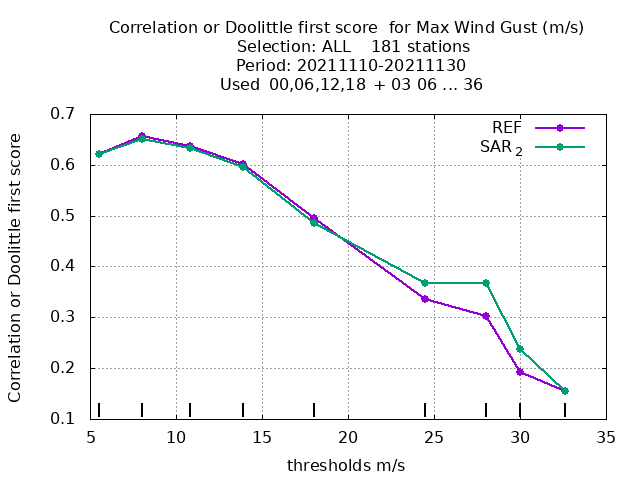 Correlation or Doolittle first score  for Max Wind Gust (m/s)
Selection: ALL    181 stations
Period: 20211110-20211130
Used  00,06,12,18  + 03 06 ... 36
Correlation or Doolittle first score
REF
SAR 2
0.7
0.6
0.5
0.4
0.3
0.2
0.1
5 10 15 20 25 30 35
thresholds m/s